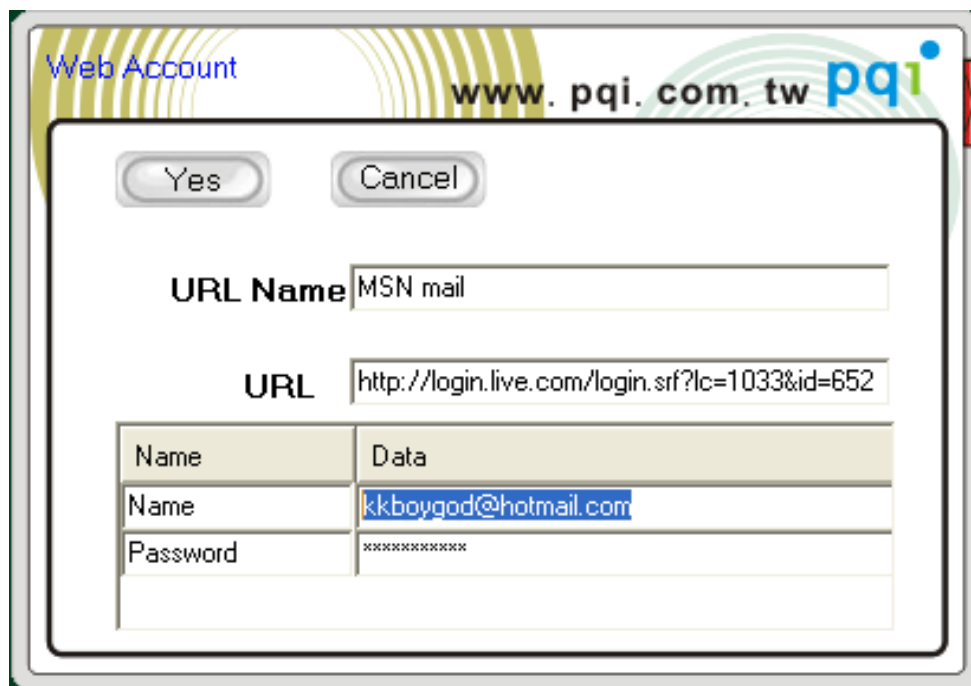 Web Account
www. pqi. com. tw pqi
Yes Cancel
URL Name MSN mail
URL http://login.live.com/login.srf?lc=1033&id=652
Name Data
Name kkboygod@hotmail.com
Password ***********